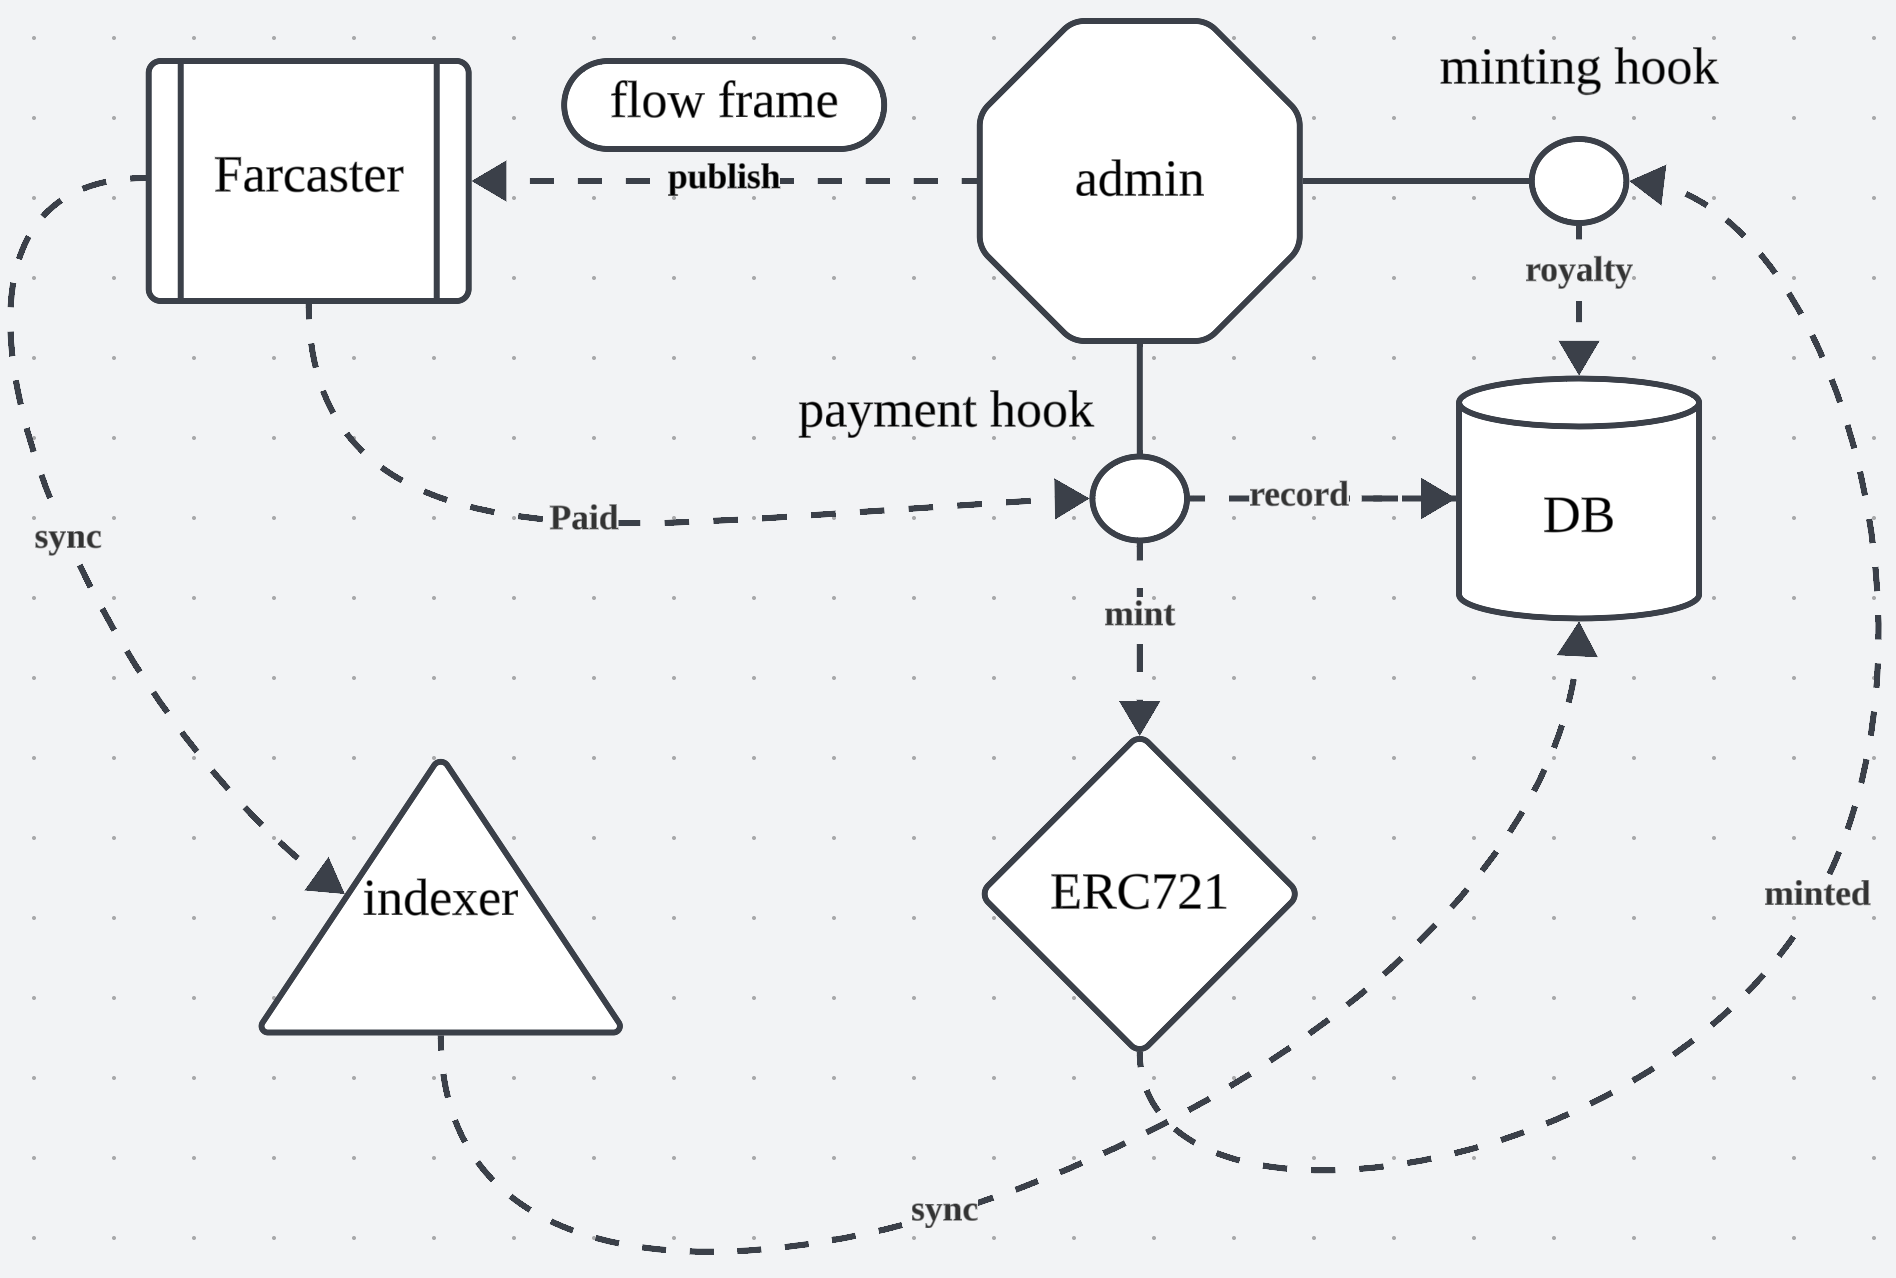 minting hook
flow frame
Farcaster
publish
admin
royalty
payment hook
Paid
record
DB
sync
mint
indexer
ERC721
minted
sync